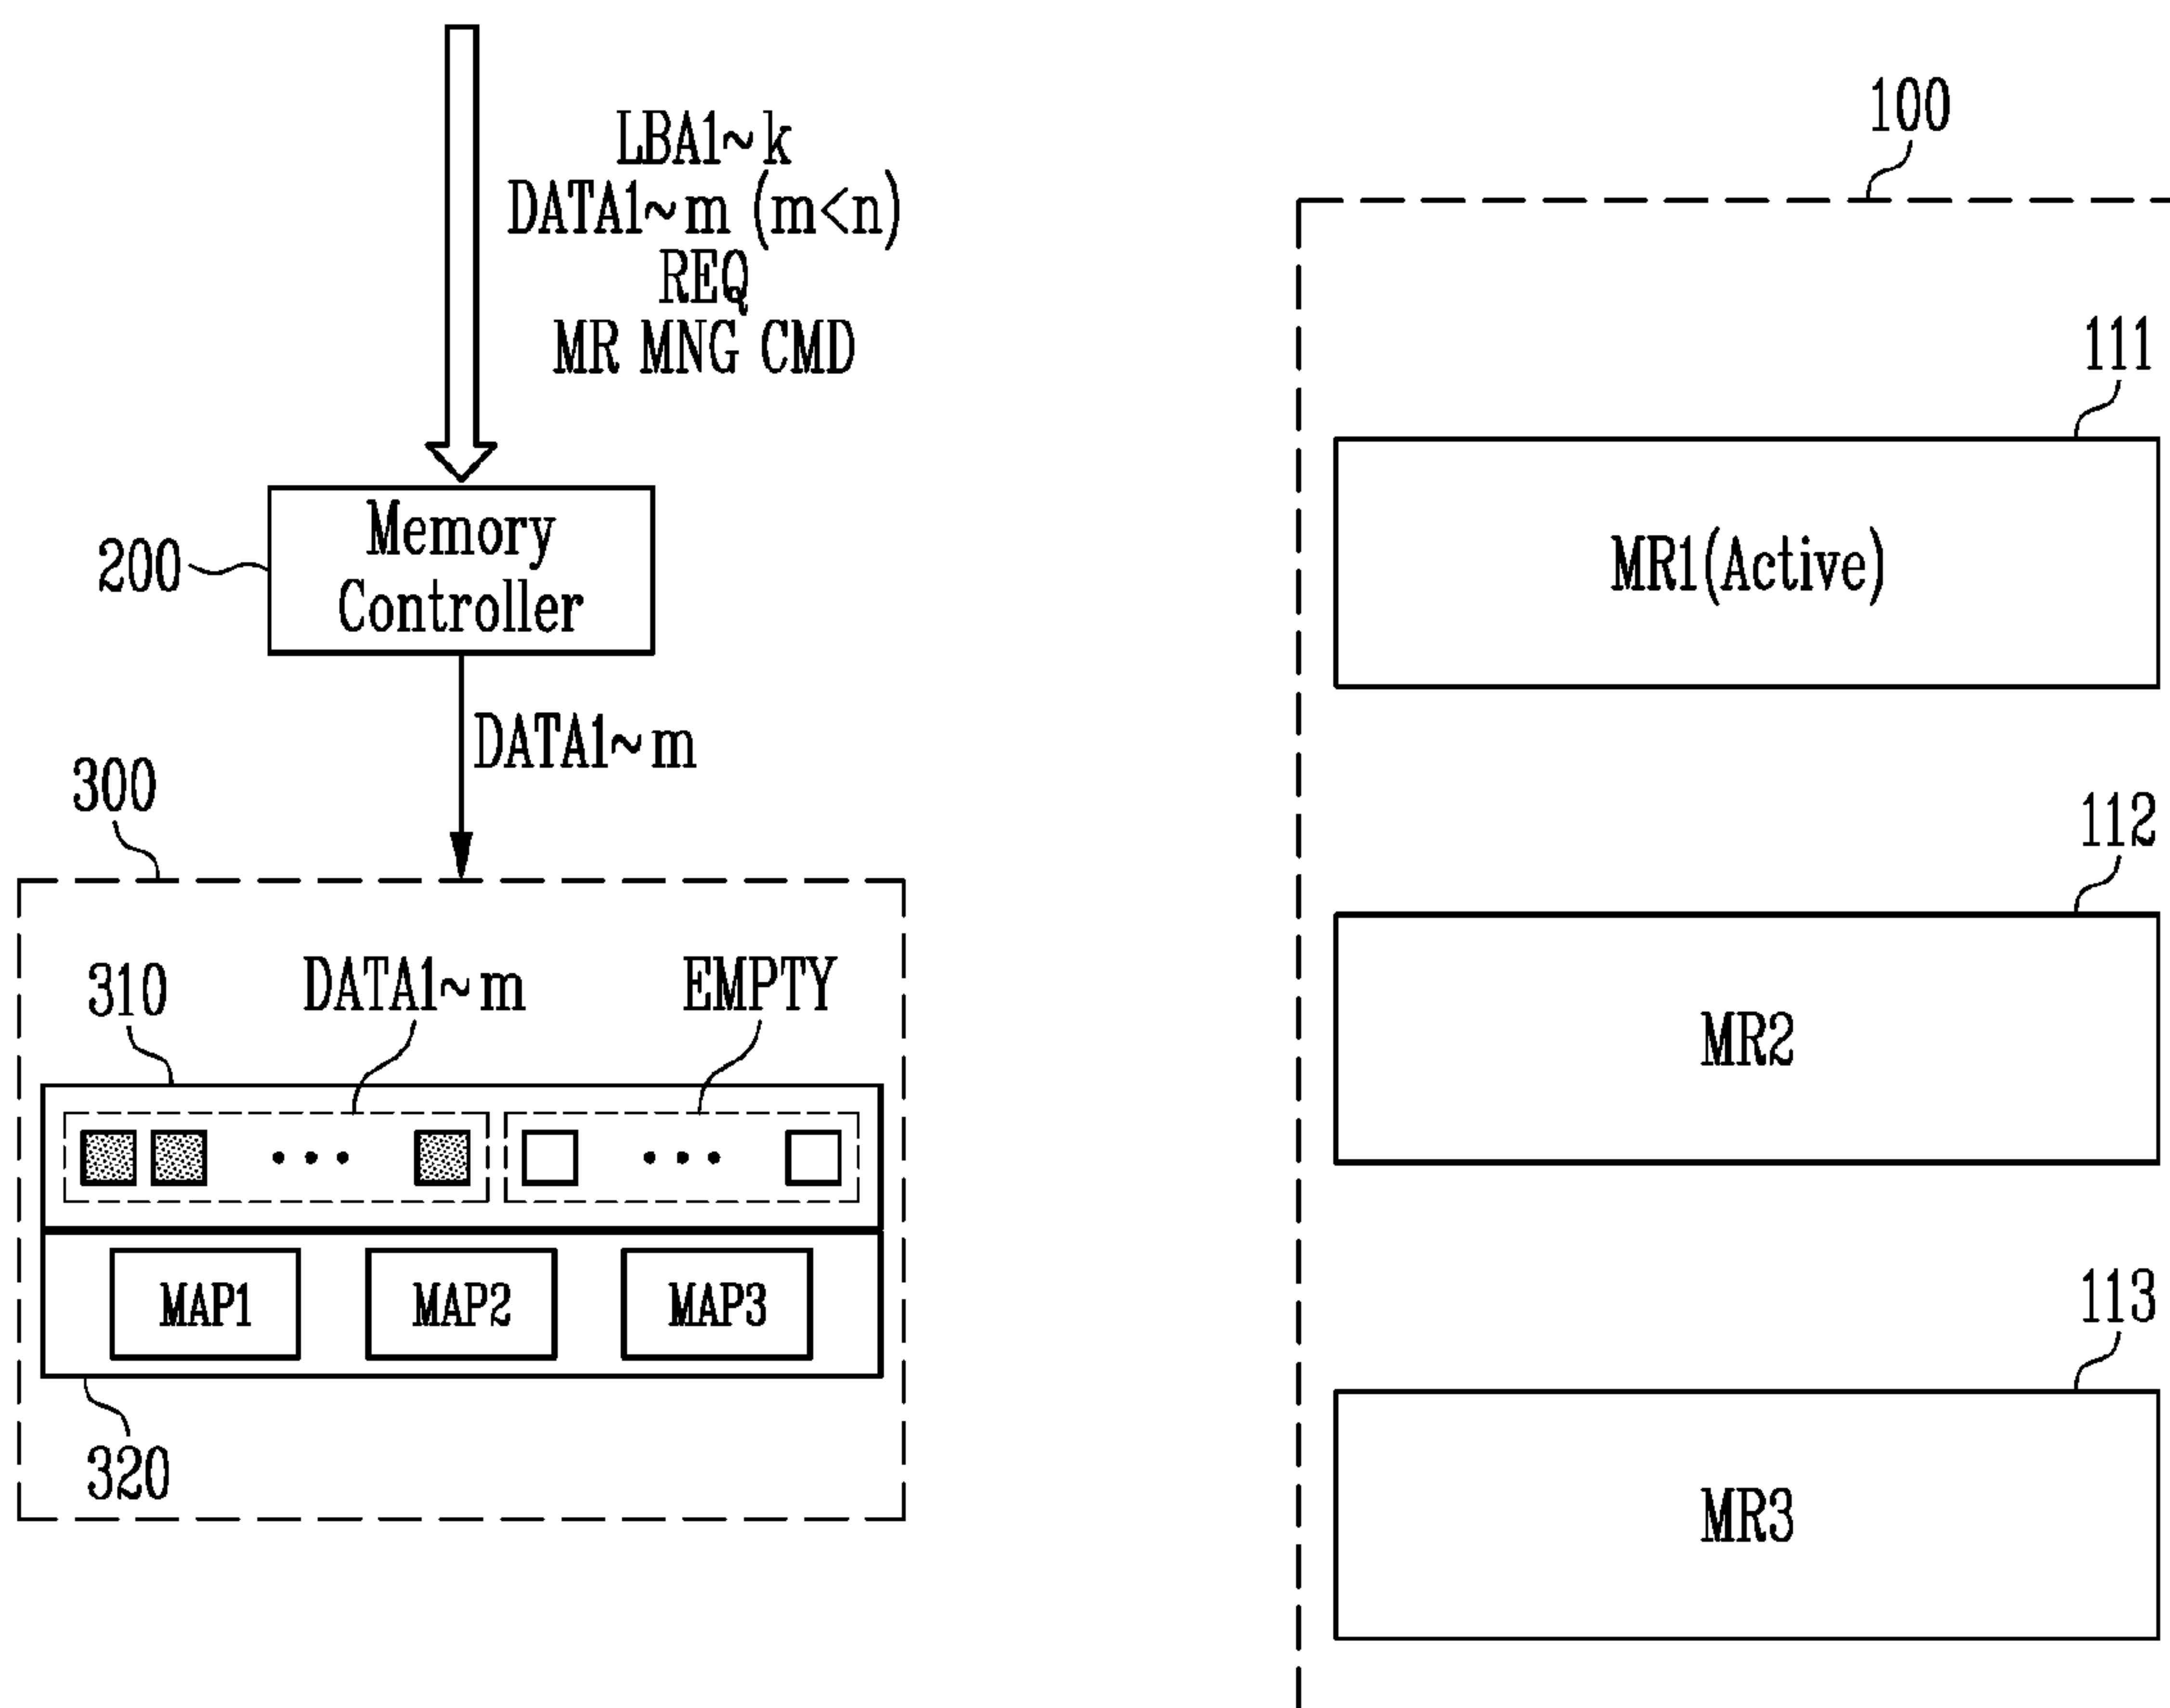 LBA1~k
DATA1~m (m<n)
REQ
MR MNG CMD
200
Memory
Controller
DATA1~m
300
310
DATA1~m
EMPTY
MAP1
MAP2
MAP3
320
100
111
MR1(Active)
112
MR2
113
MR3